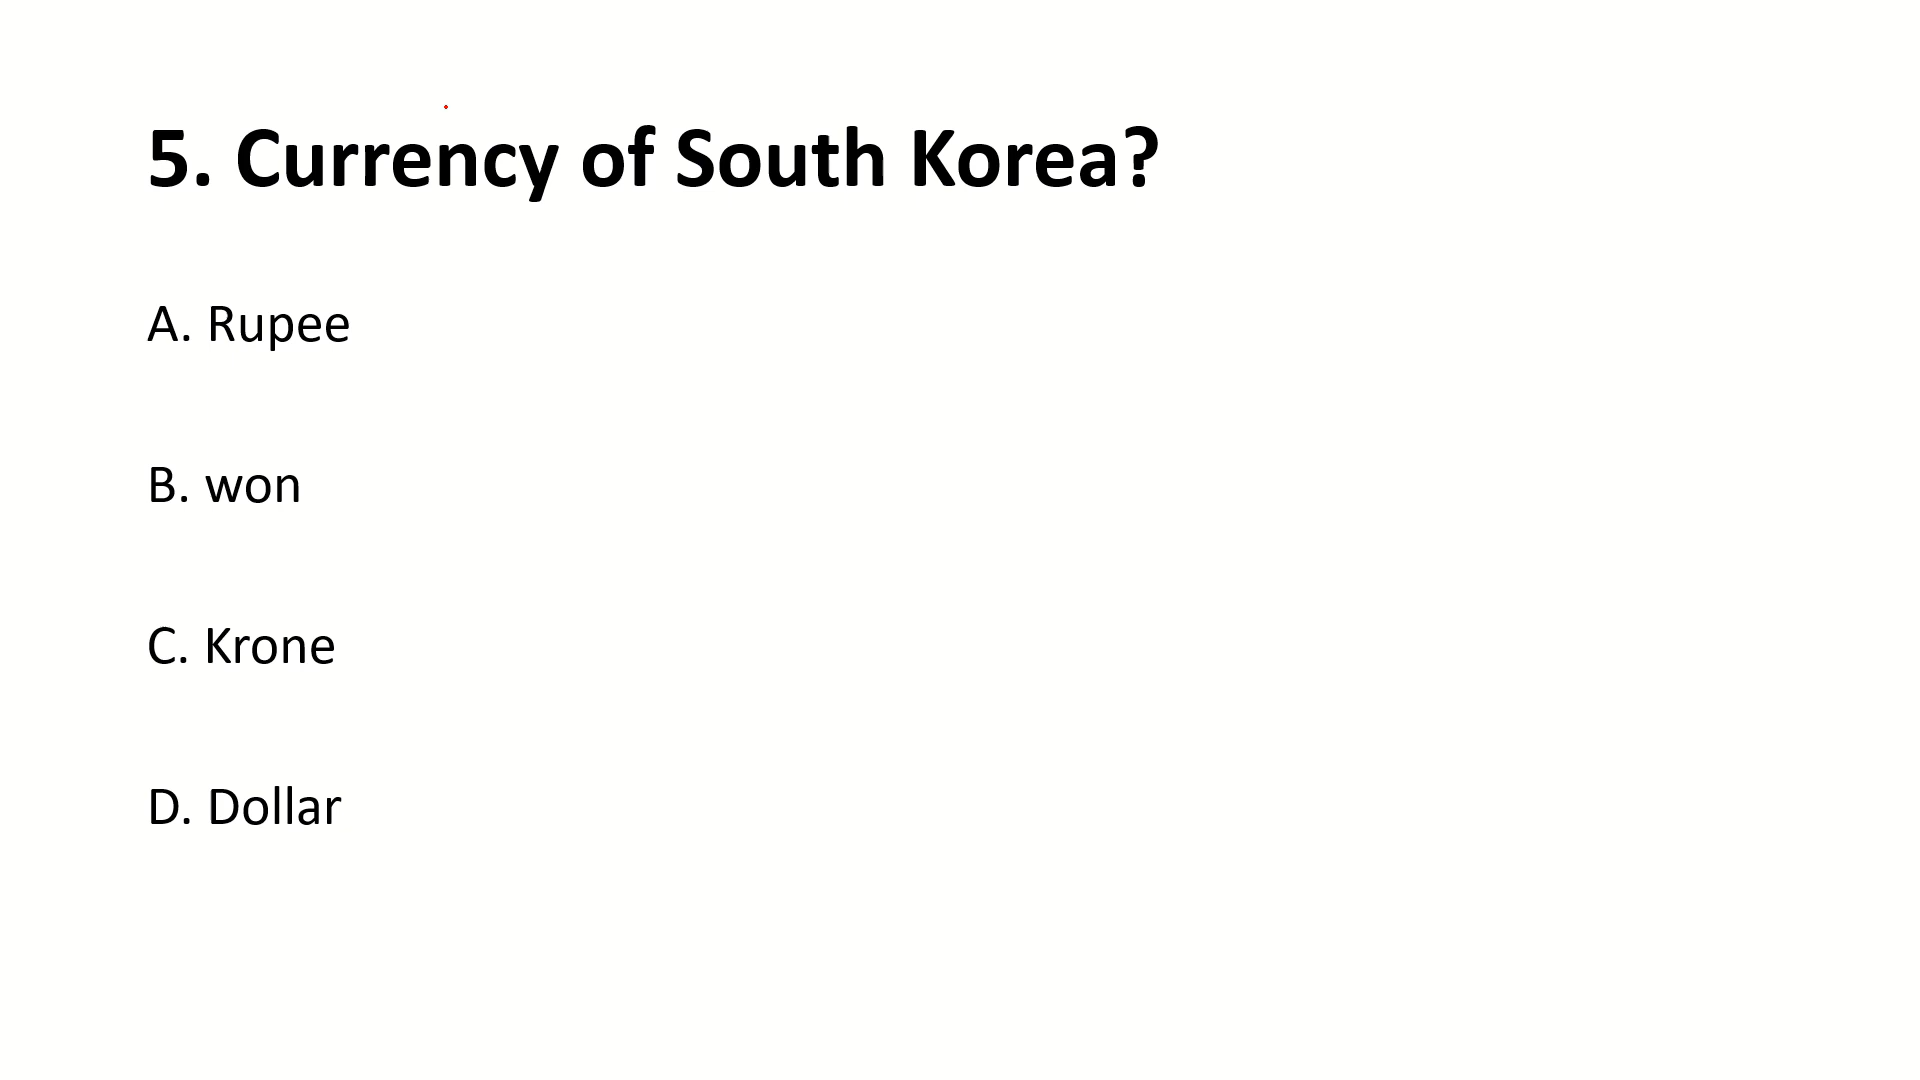 5. Currency of South Korea?
A. Rupee
B. won
C. Krone
D. Dollar